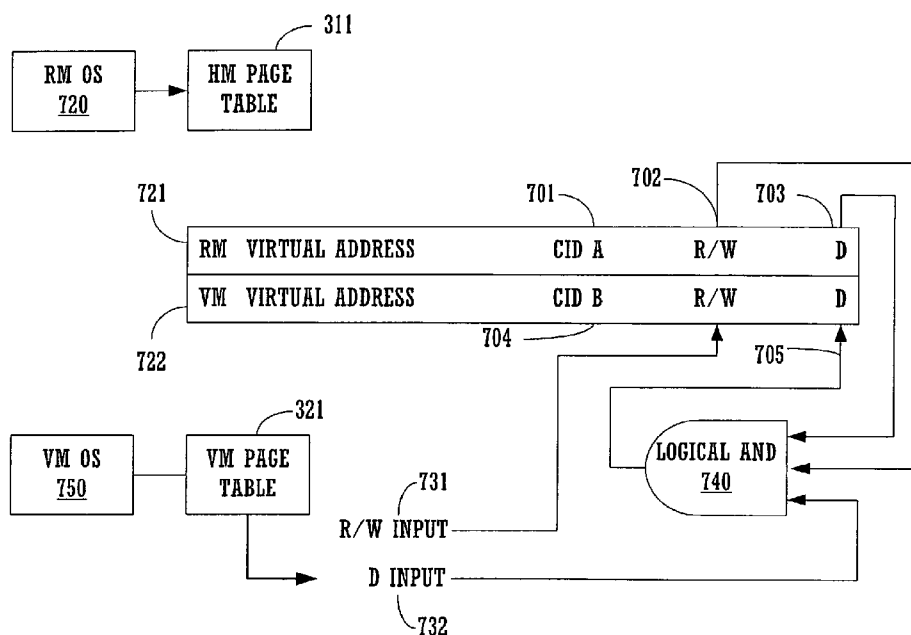 311
RM OS
720
HM PAGE
TABLE
721
701
702
703
RM VIRTUAL ADDRESS CID A R/W D
VM VIRTUAL ADDRESS CID B R/W D
722
704
705
321
VM OS
750
VM PAGE
TABLE
LOGICAL AND
740
731
R/W INPUT
D INPUT
732